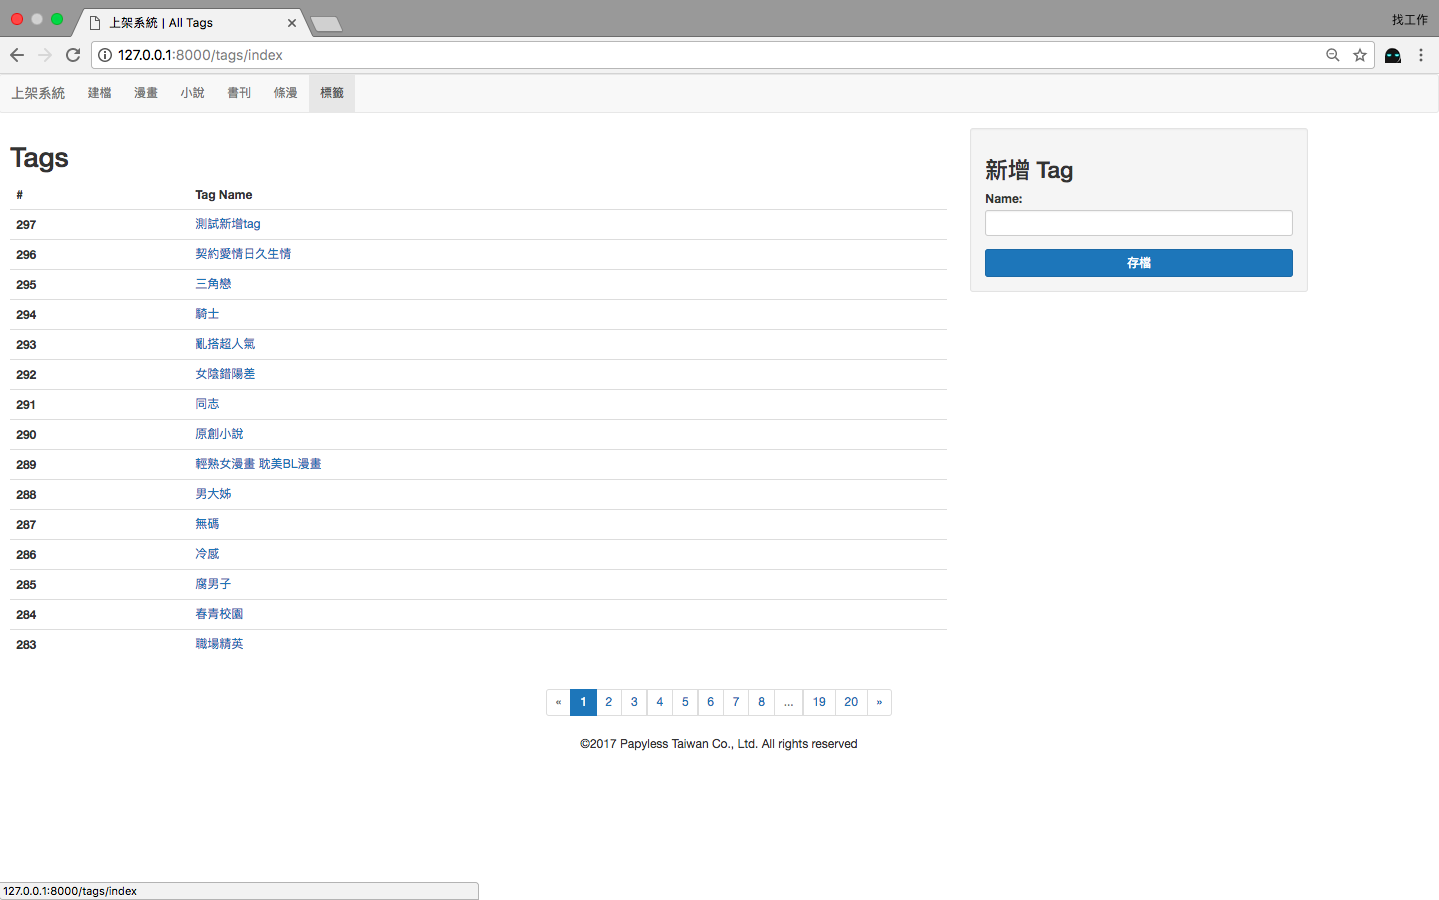 上架系統 | All Tags
找工作
127.0.0.1:8000/tags/index
上架系統 建檔 漫畫 小說 書刊 條漫 標籤
Tags
# Tag Name
297 測試新增tag
296 契約愛情日久生情
295 三角戀
294 騎士
293 亂搭超人氣
292 女陰錯陽差
291 同志
290 原創小說
289 輕熟女漫畫 耽美BL漫畫
288 男大姊
287 無碼
286 冷感
285 腐男子
284 春青校園
283 職場精英
新增 Tag
Name:
存檔
« 1 2 3 4 5 6 7 8 ... 19 20 »
©2017 Papyless Taiwan Co., Ltd. All rights reserved
127.0.0.1:8000/tags/index